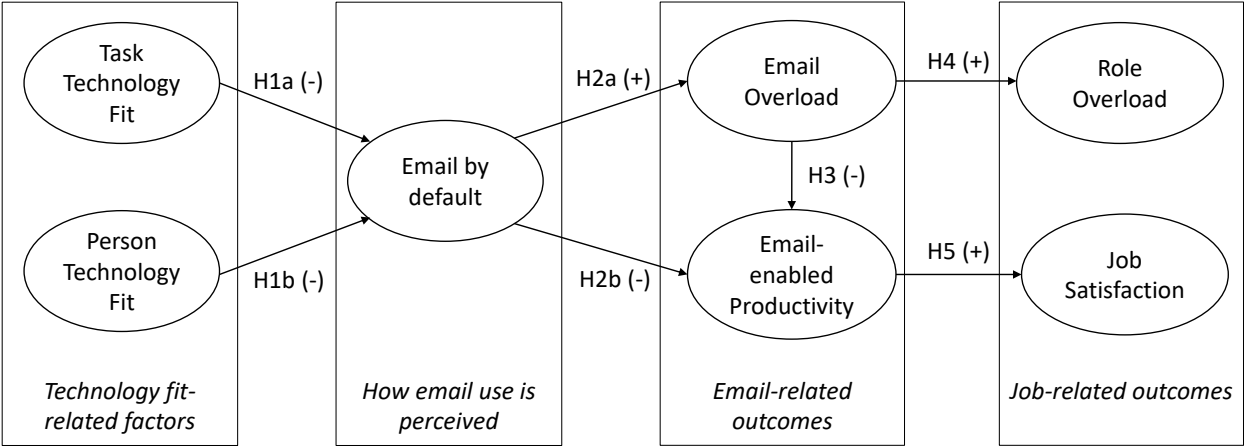 Task
Technology
Fit
Person
Technology
Fit
Technology fit-
related factors
H1a (-)
H1b (-)
Email by
default
How email use is
perceived
H2a (+)
H2b (-)
Email
Overload
H3 (-)
Email-
enabled
Productivity
Email-related
outcomes
H4 (+)
H5 (+)
Role
Overload
Job
Satisfaction
Job-related outcomes